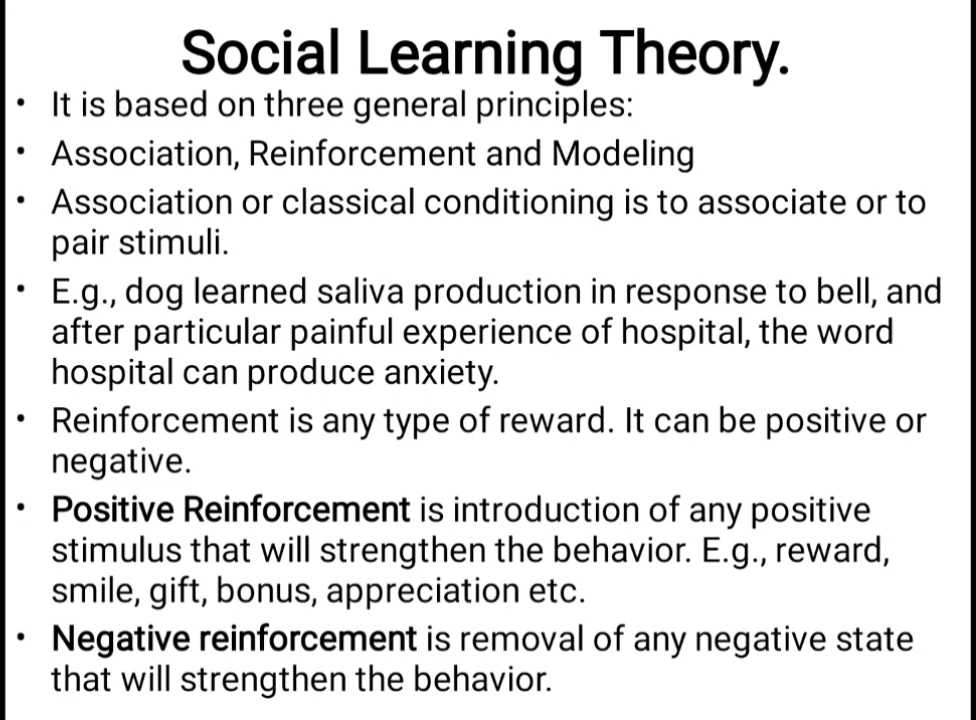 Social Learning Theory.
• It is based on three general principles:
• Association, Reinforcement and Modeling
• Association or classical conditioning is to associate or to
pair stimuli.
• E.g., dog learned saliva production in response to bell, and
after particular painful experience of hospital, the word
hospital can produce anxiety.
• Reinforcement is any type of reward. It can be positive or
negative.
• Positive Reinforcement is introduction of any positive
stimulus that will strengthen the behavior. E.g., reward,
smile, gift, bonus, appreciation etc.
• Negative reinforcement is removal of any negative state
that will strengthen the behavior.